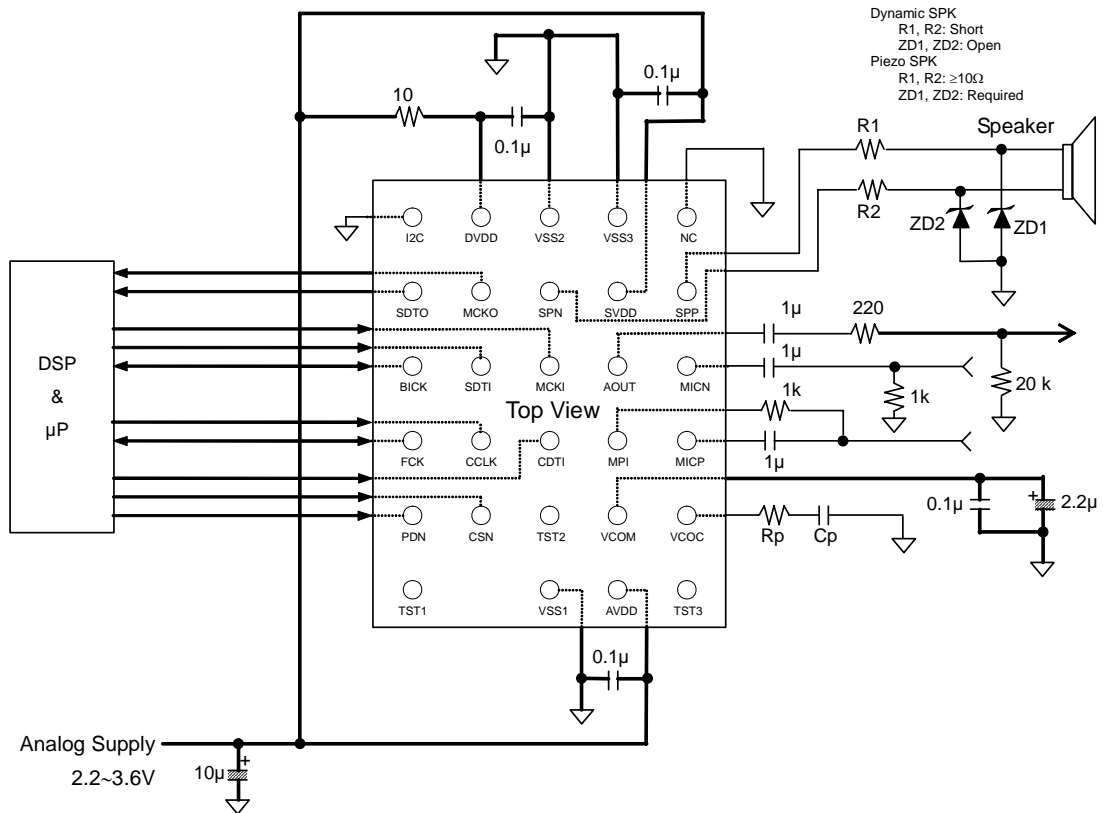 Dynamic SPK
R1, R2: Short
ZD1, ZD2: Open
Piezo SPK
R1, R2: ≥10Ω
ZD1, ZD2: Required
0.1µ
10
0.1µ
R1
Speaker
R2
ZD2
ZD1
I2C
DVDD
VSS2
VSS3
NC
SDTO
MCKO
SPN
SVDD
SPP
1µ
220
DSP
&
µP
BICK
SDTI
MCKI
AOUT
MICN
1µ
1k
20 k
Top View
1k
FCK
CCLK
CDTI
MPI
MICP
1µ
PDN
CSN
TST2
VCOM
VCOC
Rp
Cp
0.1µ
+
2.2µ
TST1
VSS1
AVDD
TST3
0.1µ
Analog Supply
2.2~3.6V
10µ
+